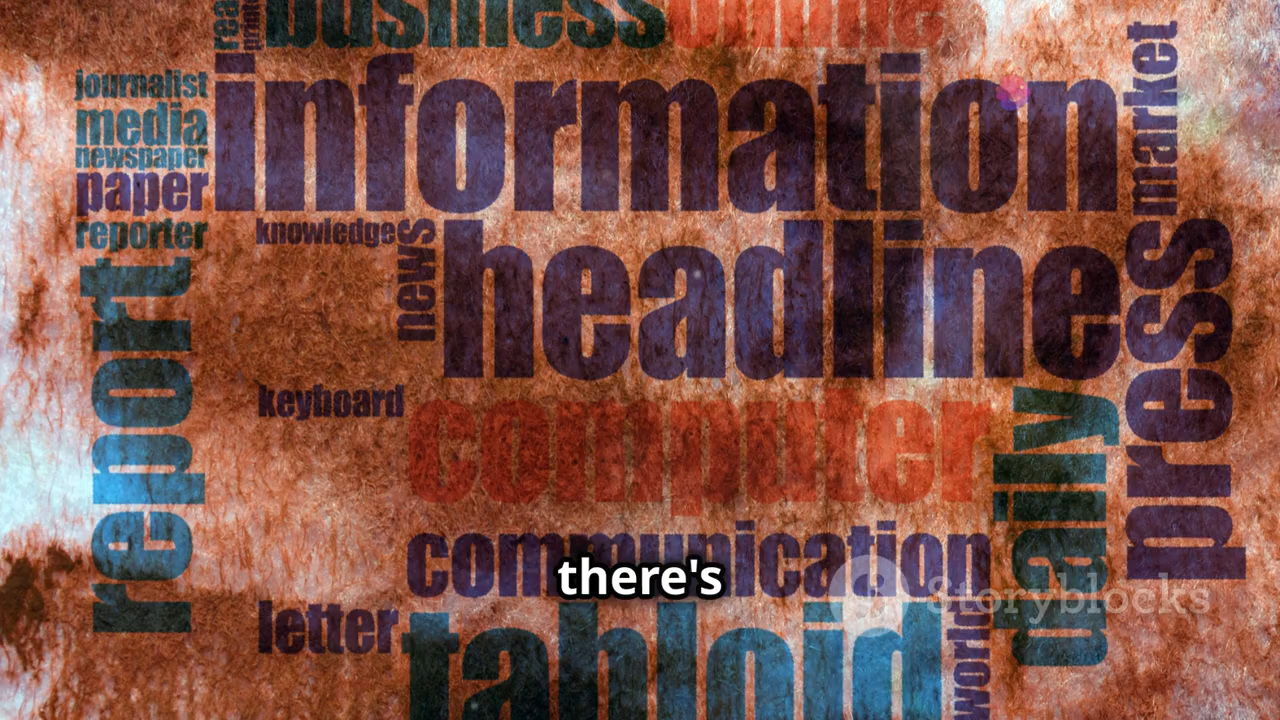 business
online
information
journalist
media
newspaper
paper
reporter
knowledge
news
headline
market
press
report
keyboard
computer
daily
communication
there's
Storyblocks
letter
tabloid
world